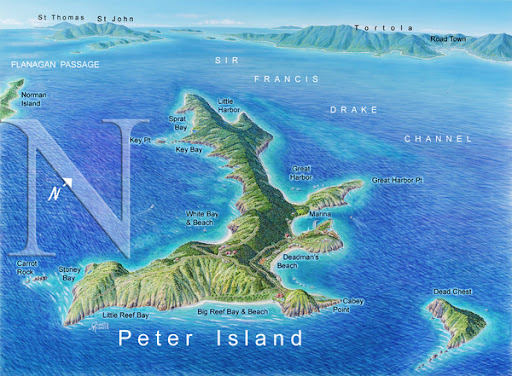 St Thomas
St John
Tortola
Road Town
FLANAGAN PASSAGE
SIR
FRANCIS
DRAKE
CHANNEL
Norman
Island
Little
Harbor
Sprat
Bay
Key Pt
Key Bay
Great
Harbor
Great Harbor Pt
N
N
White Bay
& Beach
Marina
Deadman's
Beach
Carrot
Rock
Stoney
Bay
Dead Chest
Cabey
Point
Little Reef Bay
Big Reef Bay & Beach
Peter Island